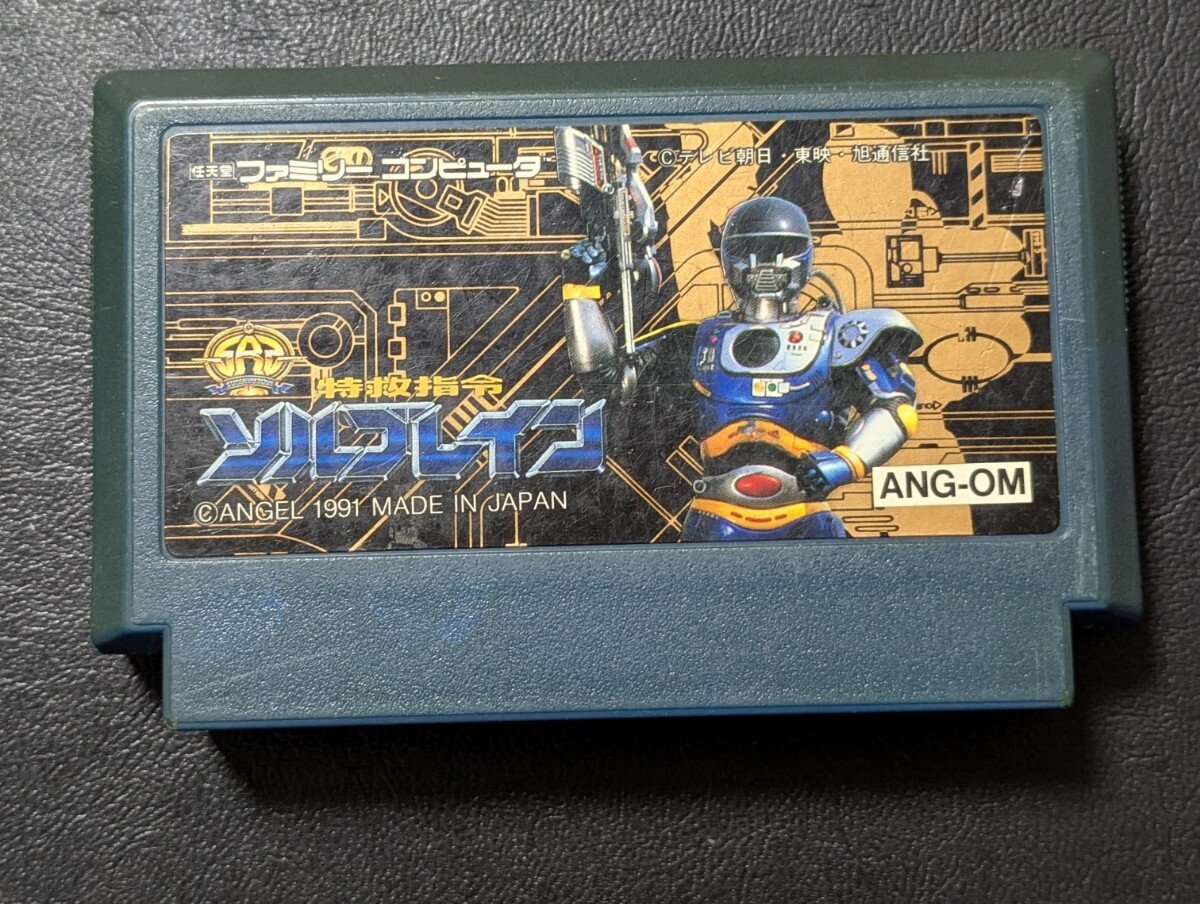 任天堂 ファミリー コンピュータ™
©テレビ朝日・東映・旭通信社
特救指令
ソルブレイン
©ANGEL 1991 MADE IN JAPAN
ANG-OM